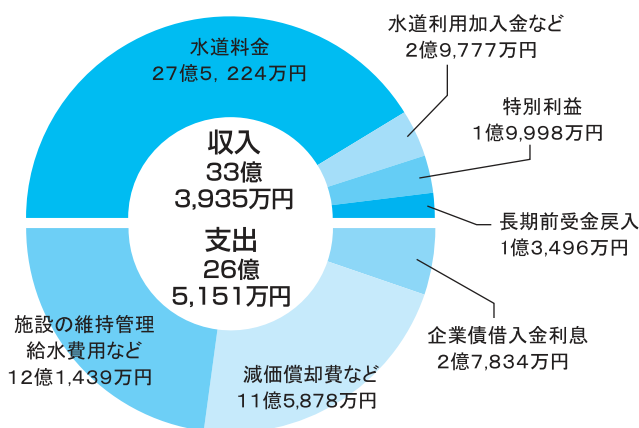 水道料金
27億5,224万円
水道利用加入金など
2億9,777万円
特別利益
1億9,998万円
長期前受金戻入
1億3,496万円
収入
33億
3,935万円
支出
26億
5,151万円
企業債借入金利息
2億7,834万円
減価償却費など
11億5,878万円
施設の維持管理
給水費用など
12億1,439万円